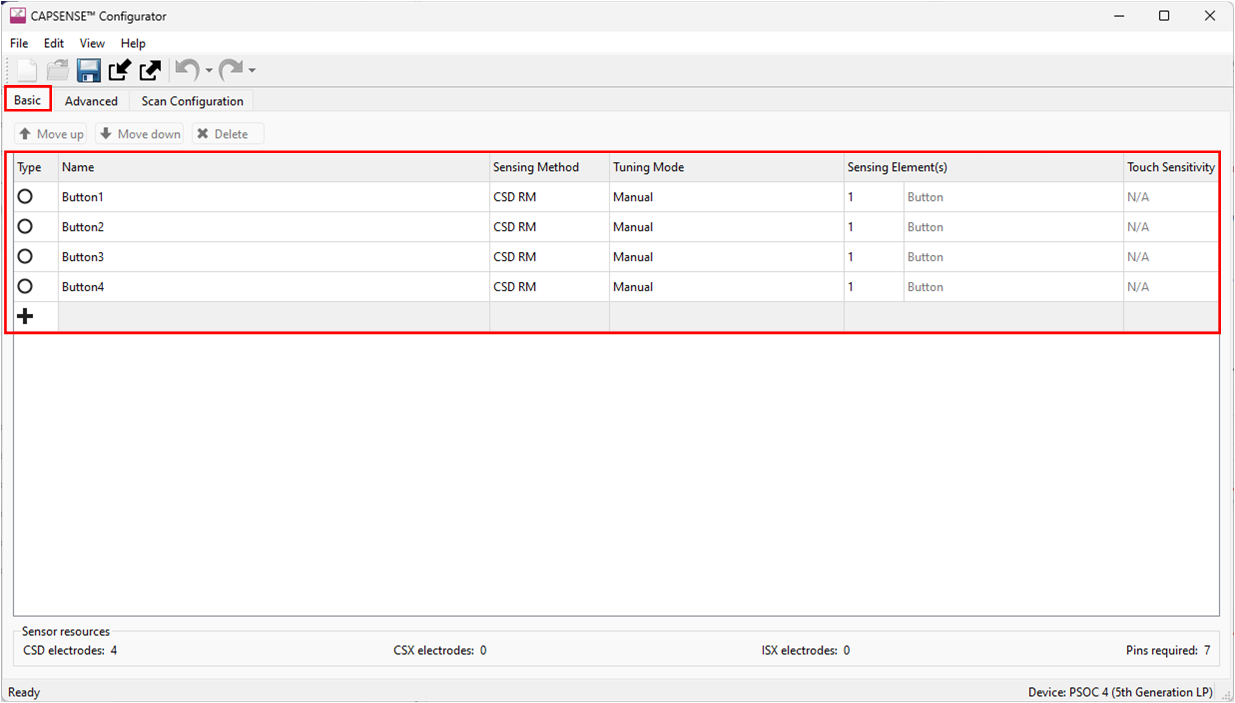 CAPSENSE™ Configurator
File Edit View Help
Basic Advanced Scan Configuration
Move up Move down Delete
Type Name Sensing Method Tuning Mode Sensing Element(s) Touch Sensitivity
Button1 CSD RM Manual 1 Button N/A
Button2 CSD RM Manual 1 Button N/A
Button3 CSD RM Manual 1 Button N/A
Button4 CSD RM Manual 1 Button N/A
Sensor resources
CSD electrodes: 4 CSX electrodes: 0 ISX electrodes: 0 Pins required: 7
Ready Device: PSOC 4 (5th Generation LP)